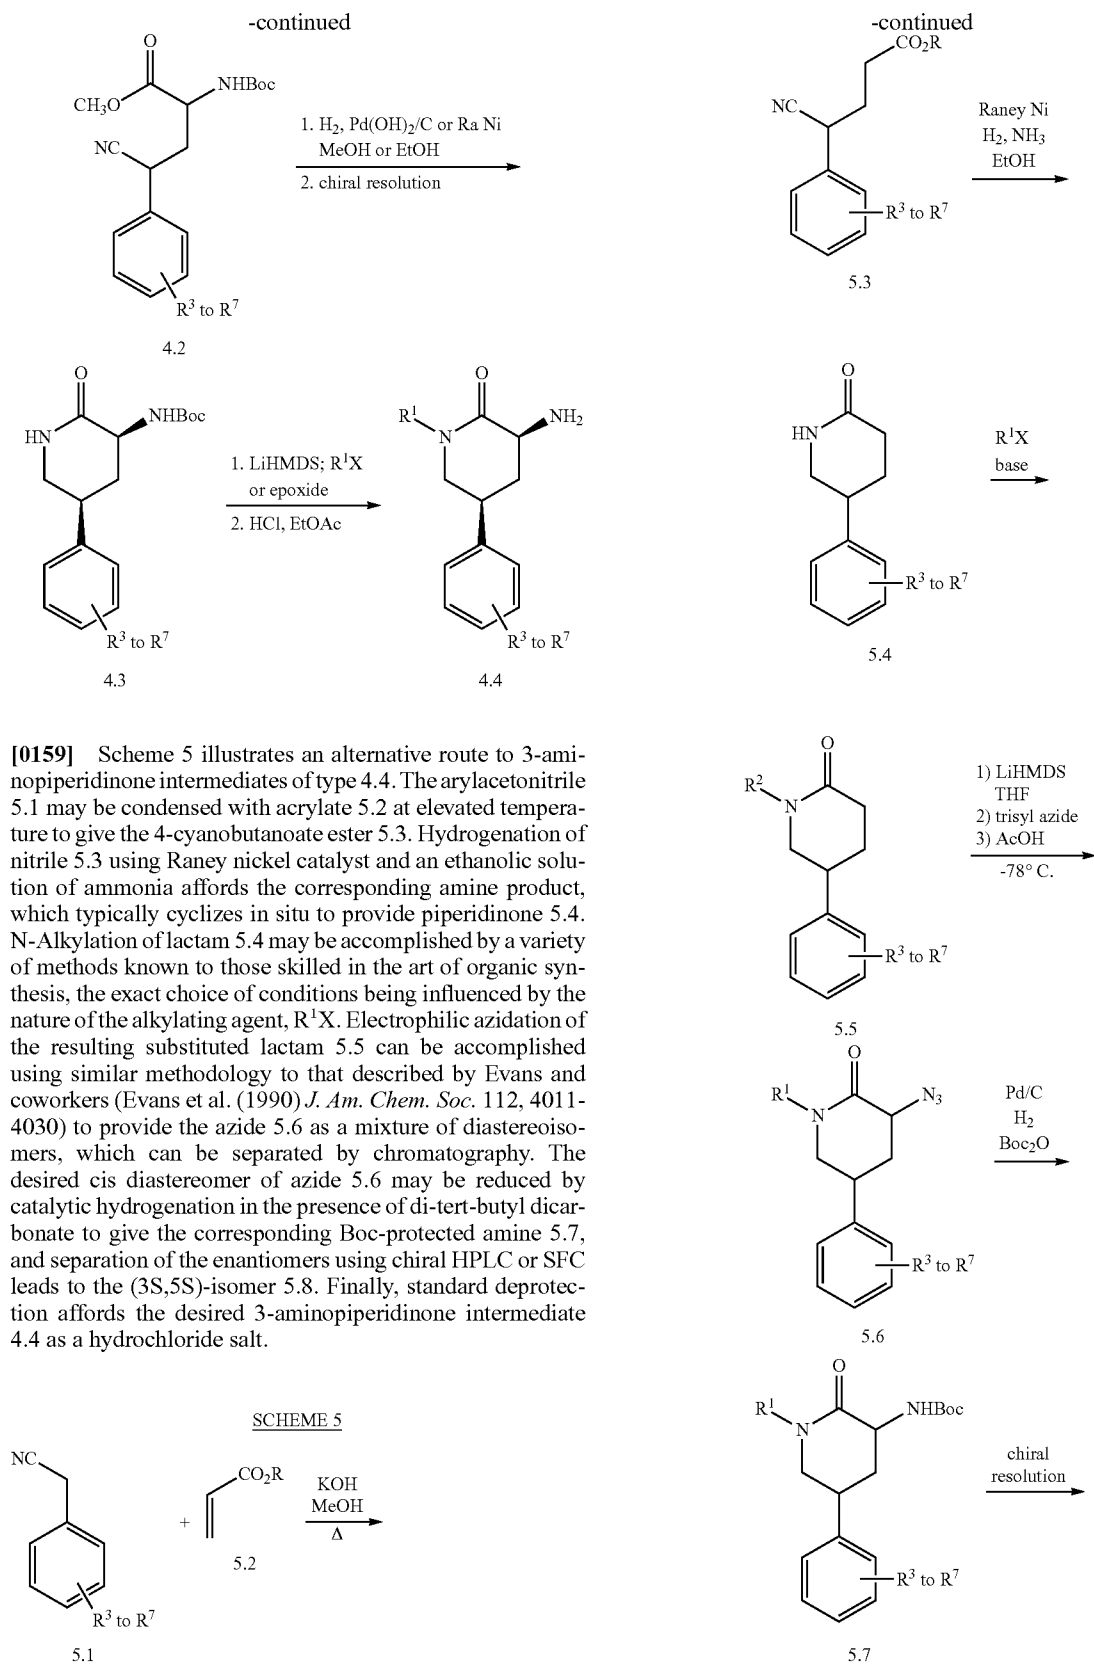 -continued
O
CH₃O
NHBoc
NC
R³ to R⁷
4.2
1. H₂, Pd(OH)₂/C or Ra Ni
MeOH or EtOH
2. chiral resolution
O
HN
NHBoc
R³ to R⁷
4.3
1. LiHMDS; R¹X
or epoxide
2. HCl, EtOAc
O
R¹
N
NH₂
R³ to R⁷
4.4
[0159] Scheme 5 illustrates an alternative route to 3-ami-
nopiperidinone intermediates of type 4.4. The arylacetonitrile
5.1 may be condensed with acrylate 5.2 at elevated tempera-
ture to give the 4-cyanobutanoate ester 5.3. Hydrogenation of
nitrile 5.3 using Raney nickel catalyst and an ethanolic solu-
tion of ammonia affords the corresponding amine product,
which typically cyclizes in situ to provide piperidinone 5.4.
N-Alkylation of lactam 5.4 may be accomplished by a variety
of methods known to those skilled in the art of organic syn-
thesis, the exact choice of conditions being influenced by the
nature of the alkylating agent, R¹X. Electrophilic azidation of
the resulting substituted lactam 5.5 can be accomplished
using similar methodology to that described by Evans and
coworkers (Evans et al. (1990) J. Am. Chem. Soc. 112, 4011-
4030) to provide the azide 5.6 as a mixture of diastereoiso-
mers, which can be separated by chromatography. The
desired cis diastereomer of azide 5.6 may be reduced by
catalytic hydrogenation in the presence of di-tert-butyl dicar-
bonate to give the corresponding Boc-protected amine 5.7,
and separation of the enantiomers using chiral HPLC or SFC
leads to the (3S,5S)-isomer 5.8. Finally, standard deprotec-
tion affords the desired 3-aminopiperidinone intermediate
4.4 as a hydrochloride salt.
SCHEME 5
NC
R³ to R⁷
5.1
+
CO₂R
5.2
KOH
MeOH
Δ
-continued
CO₂R
NC
R³ to R⁷
5.3
Raney Ni
H₂, NH₃
EtOH
O
HN
R³ to R⁷
5.4
R¹X
base
O
R²
N
R³ to R⁷
5.5
1) LiHMDS
THF
2) trisyl azide
3) AcOH
-78° C.
O
R¹
N
N₃
R³ to R⁷
5.6
Pd/C
H₂
Boc₂O
O
R¹
N
NHBoc
R³ to R⁷
5.7
chiral
resolution